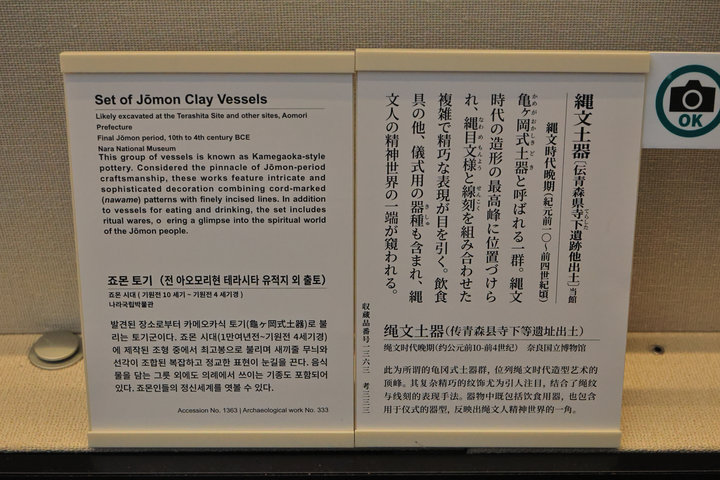 Set of Jōmon Clay Vessels
Likely excavated at the Terashita Site and other sites, Aomori
Prefecture
Final Jōmon period, 10th to 4th century BCE
Nara National Museum
This group of vessels is known as Kamegaoka-style
pottery. Considered the pinnacle of Jōmon-period
craftsmanship, these works feature intricate and
sophisticated decoration combining cord-marked
(nawame) patterns with finely incised lines. In addition
to vessels for eating and drinking, the set includes
ritual wares, o ering a glimpse into the spiritual world
of the Jōmon people.
죠몬 토기 (전 아오모리현 테라시타 유적지 외 출토)
죠몬 시대 ( 기원전 10 세기 ~ 기원전 4 세기경 )
나라국립박물관
발견된 장소로부터 카메오카식 토기(龜ヶ岡式土器)로 불
리는 토기군이다. 죠몬 시대(1만여년전~기원전 4세기경)
에 제작된 조형 중에서 최고봉으로 불리며 새끼줄 무늬와
선각이 조합된 복잡하고 정교한 표현이 눈길을 끈다. 음식
물을 담는 그릇 외에도 의례에서 쓰이는 기종도 포함되어
있다. 죠몬인들의 정신세계를 엿볼 수 있다.
Accession No. 1363 | Archaeological work No. 333
縄文土器〔伝青森県寺下遺跡他出土〕当館
縄文時代晩期(紀元前一〇～前四世紀頃)
亀ヶ岡式土器と呼ばれる一群。縄文
時代の造形の最高峰に位置づけら
れ、縄目文様と線刻を組み合わせた
複雑で精巧な表現が目を引く。飲食
具の他、儀式用の器種も含まれ、縄
文人の精神世界の一端が窺われる。
収蔵品番号一三六三 考三三三
绳文土器(传青森县寺下等遗址出土)
绳文时代晚期(约公元前10-前4世纪) 奈良国立博物馆
此为所谓的龟冈式土器群，位列绳文时代造型艺术的
顶峰。其复杂精巧的纹饰尤为引人注目，结合了绳纹
与线刻的表现手法。器物中既包括饮食用器，也包含
用于仪式的器型，反映出绳文人精神世界的一角。
OK